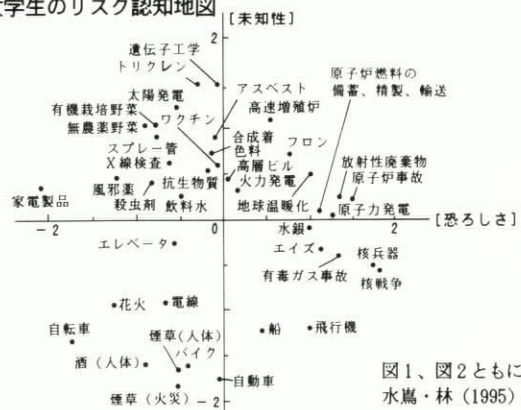 学生のリスク認知地図
[未知性]
2
遺伝子工学
トリクレン
原子炉燃料の
備蓄、精製、輸送
太陽発電
アスベスト
有機栽培野菜
ワクチン
高速増殖炉
無農薬野菜
合成着
色料
フロン
スプレー管
X線検査
高層ビル
放射性廃棄物
風邪薬
抗生物質
火力発電
原子炉事故
家電製品
殺虫剤
飲料水
地球温暖化
原子力発電
−2
0
2
[恐ろしさ]
水銀
エレベータ
エイズ
核兵器
有毒ガス事故
核戦争
花火
電線
自転車
煙草(人体)
船
飛行機
バイク
酒(人体)
自動車
煙草(火災)
−2
図1、図2ともに
水嶌・林(1995)